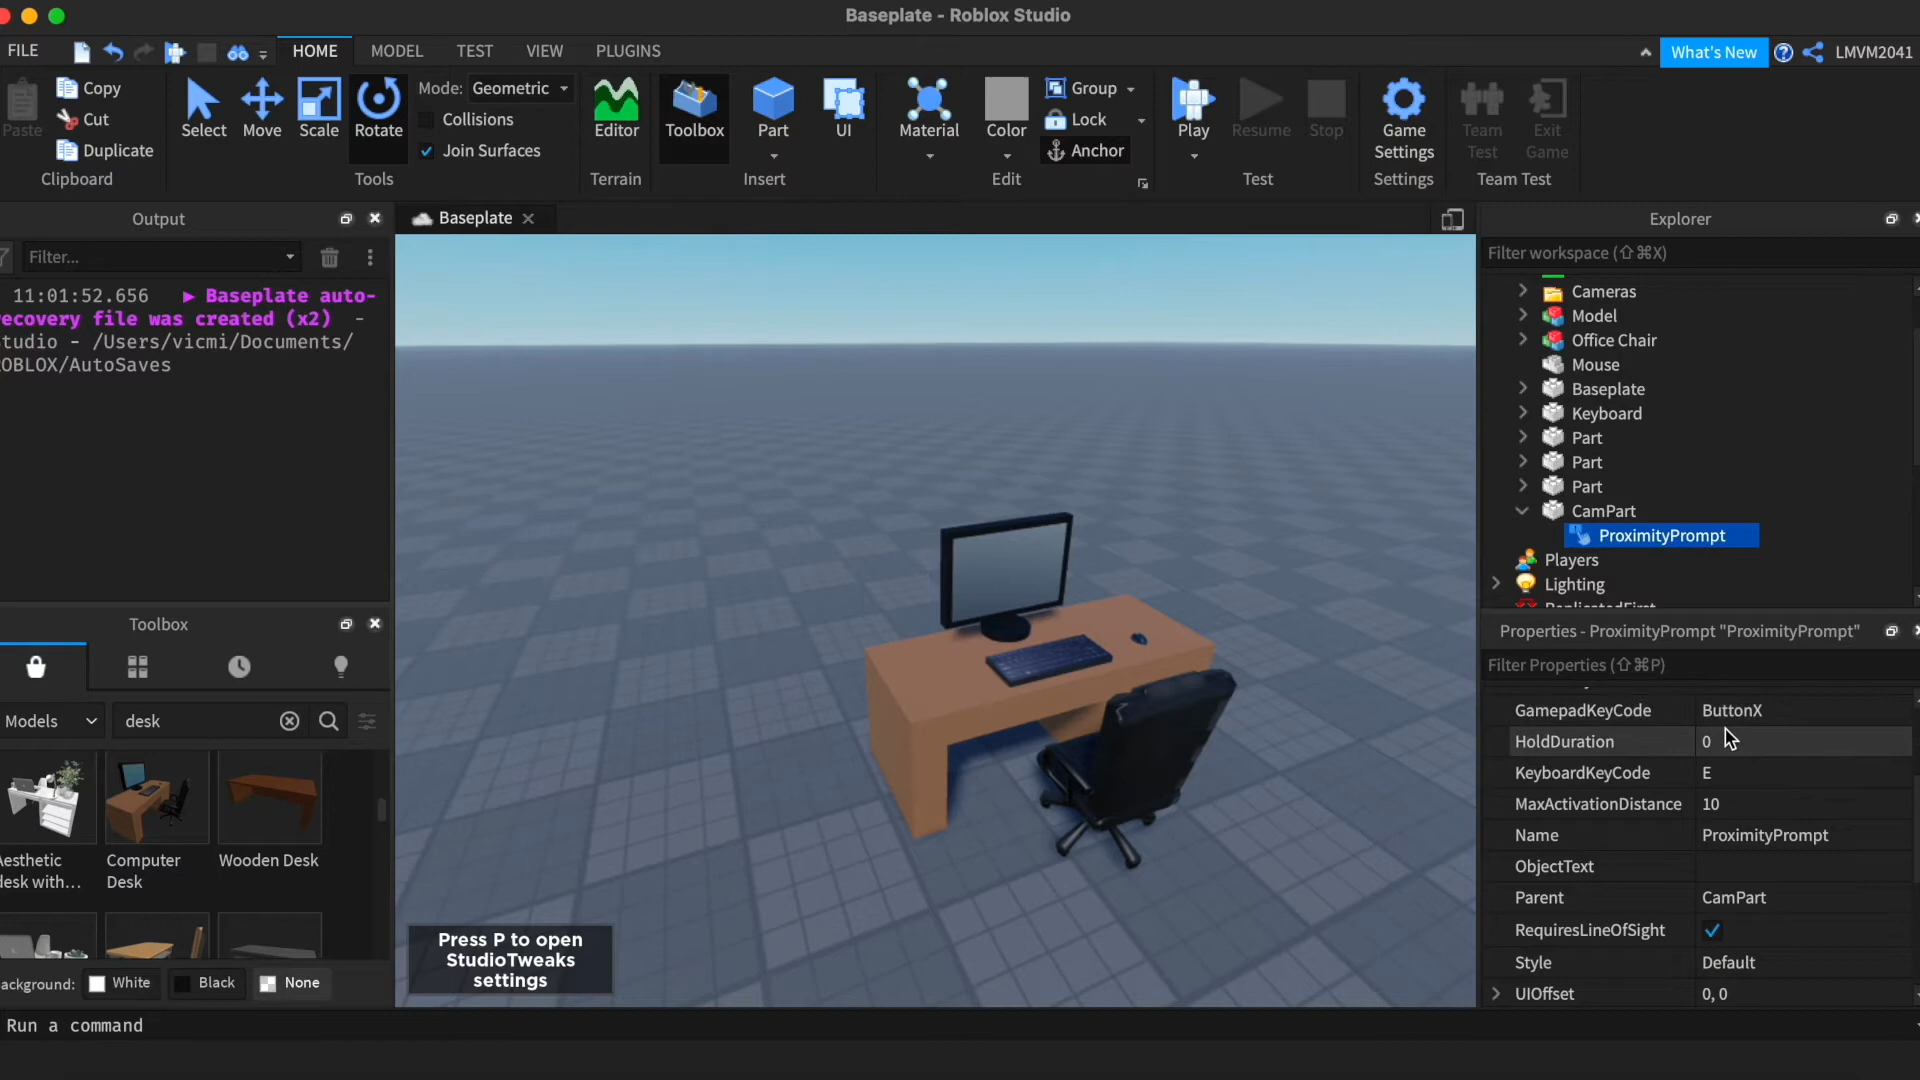 Baseplate - Roblox Studio
FILE
HOME
MODEL
TEST
VIEW
PLUGINS
What's New
LMVM2041
Paste
Copy
Cut
Duplicate
Clipboard
Select
Move
Scale
Rotate
Mode: Geometric
Collisions
Join Surfaces
Tools
Editor
Terrain
Toolbox
Part
UI
Insert
Material
Color
Group
Lock
Anchor
Edit
Play
Resume
Stop
Test
Game
Settings
Settings
Team
Test
Exit
Game
Team Test
Output
Filter...
11:01:52.656 ▶ Baseplate auto-
ecovery file was created (x2) -
tudio - /Users/vicmi/Documents/
OBLOX/AutoSaves
Toolbox
Models
desk
Aesthetic
desk with...
Computer
Desk
Wooden Desk
ackground:
White
Black
None
Run a command
Baseplate
Press P to open
StudioTweaks
settings
Explorer
Filter workspace (⇧⌘X)
Cameras
Model
Office Chair
Mouse
Baseplate
Keyboard
Part
Part
Part
CamPart
ProximityPrompt
Players
Lighting
ReplicatedFirst
Properties - ProximityPrompt "ProximityPrompt"
Filter Properties (⇧⌘P)
GamepadKeyCode ButtonX
HoldDuration 0
KeyboardKeyCode E
MaxActivationDistance 10
Name ProximityPrompt
ObjectText
Parent CamPart
RequiresLineOfSight
Style Default
UIOffset 0, 0